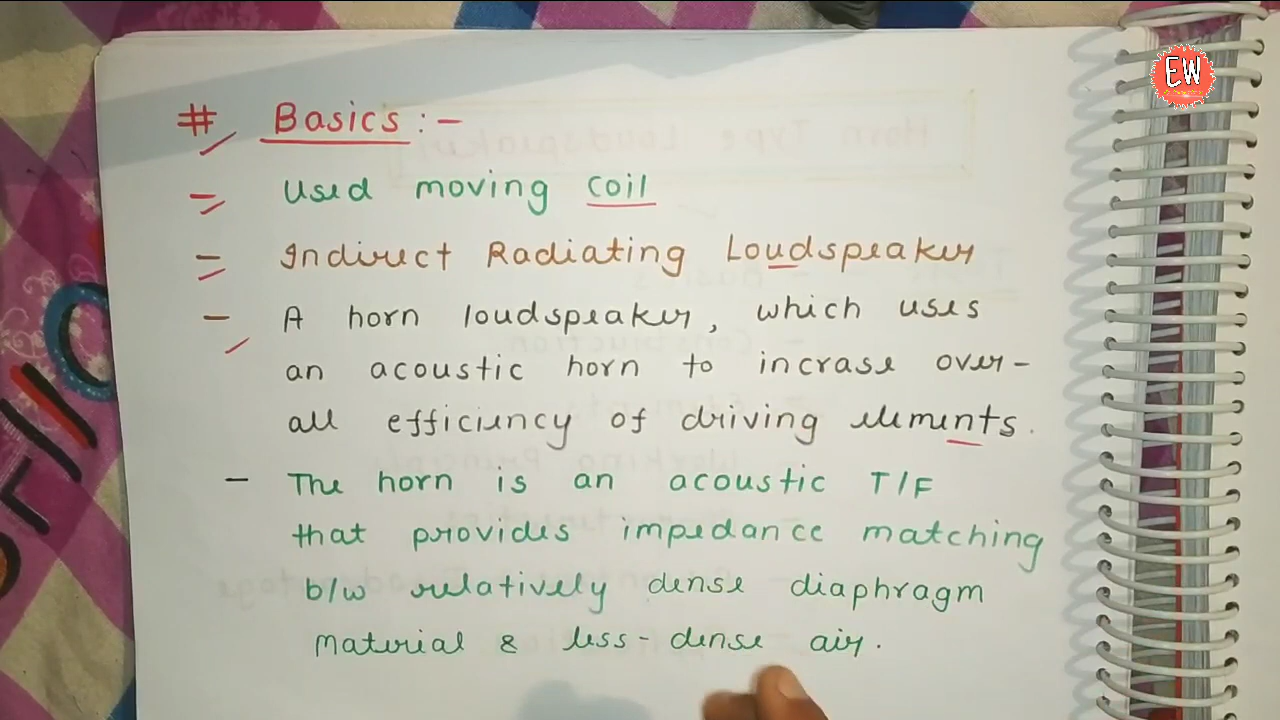 EW
# Basics :-
- Used moving coil
- Indirect Radiating Loudspeaker
- A horn loudspeaker, which uses
an acoustic horn to incrase over-
all efficiency of driving elements.
- The horn is an acoustic T/F
that provides impedance matching
b/w relatively dense diaphragm
material & less-dense air.